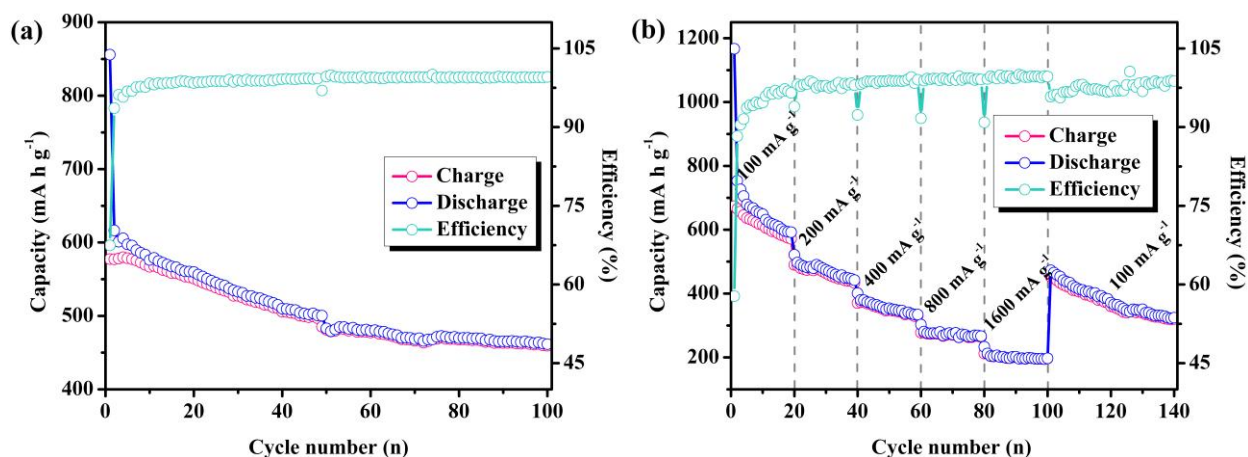 (a)
900
800
700
600
500
400
Capacity (mA h g⁻¹)
0
20
40
60
80
100
Cycle number (n)
105
90
75
60
45
Efficiency (%)
Charge
Discharge
Efficiency
(b)
1200
1000
800
600
400
200
Capacity (mA h g⁻¹)
0
20
40
60
80
100
120
140
Cycle number (n)
105
90
75
60
45
Efficiency (%)
Charge
Discharge
Efficiency
100 mA g⁻¹
200 mA g⁻¹
400 mA g⁻¹
800 mA g⁻¹
1600 mA g⁻¹
100 mA g⁻¹